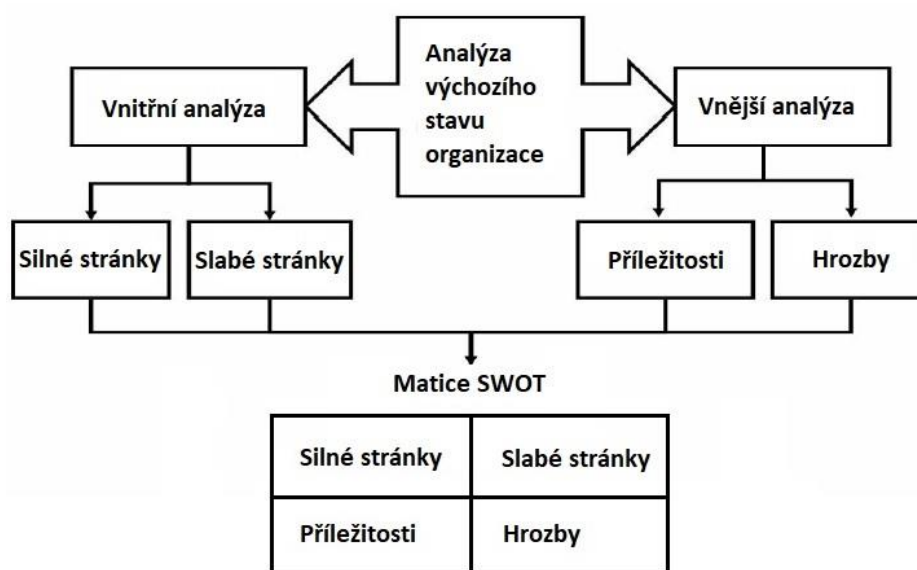 Analýza
výchozího
stavu
organizace
Vnitřní analýza
Vnější analýza
Silné stránky
Slabé stránky
Příležitosti
Hrozby
Matice SWOT
Silné stránky
Slabé stránky
Příležitosti
Hrozby